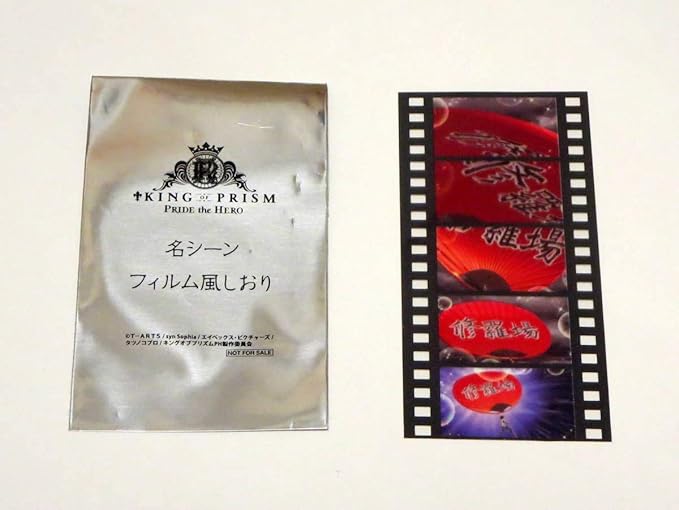 KING OF PRISM
PRIDE the HERO
名シーン
フィルム風しおり
©T-ARTS / syn Sophia / エイベックス・ピクチャーズ /
タツノコプロ / キングオブプリズムPH製作委員会
NOT FOR SALE
修羅
羅場
修羅場
修羅場